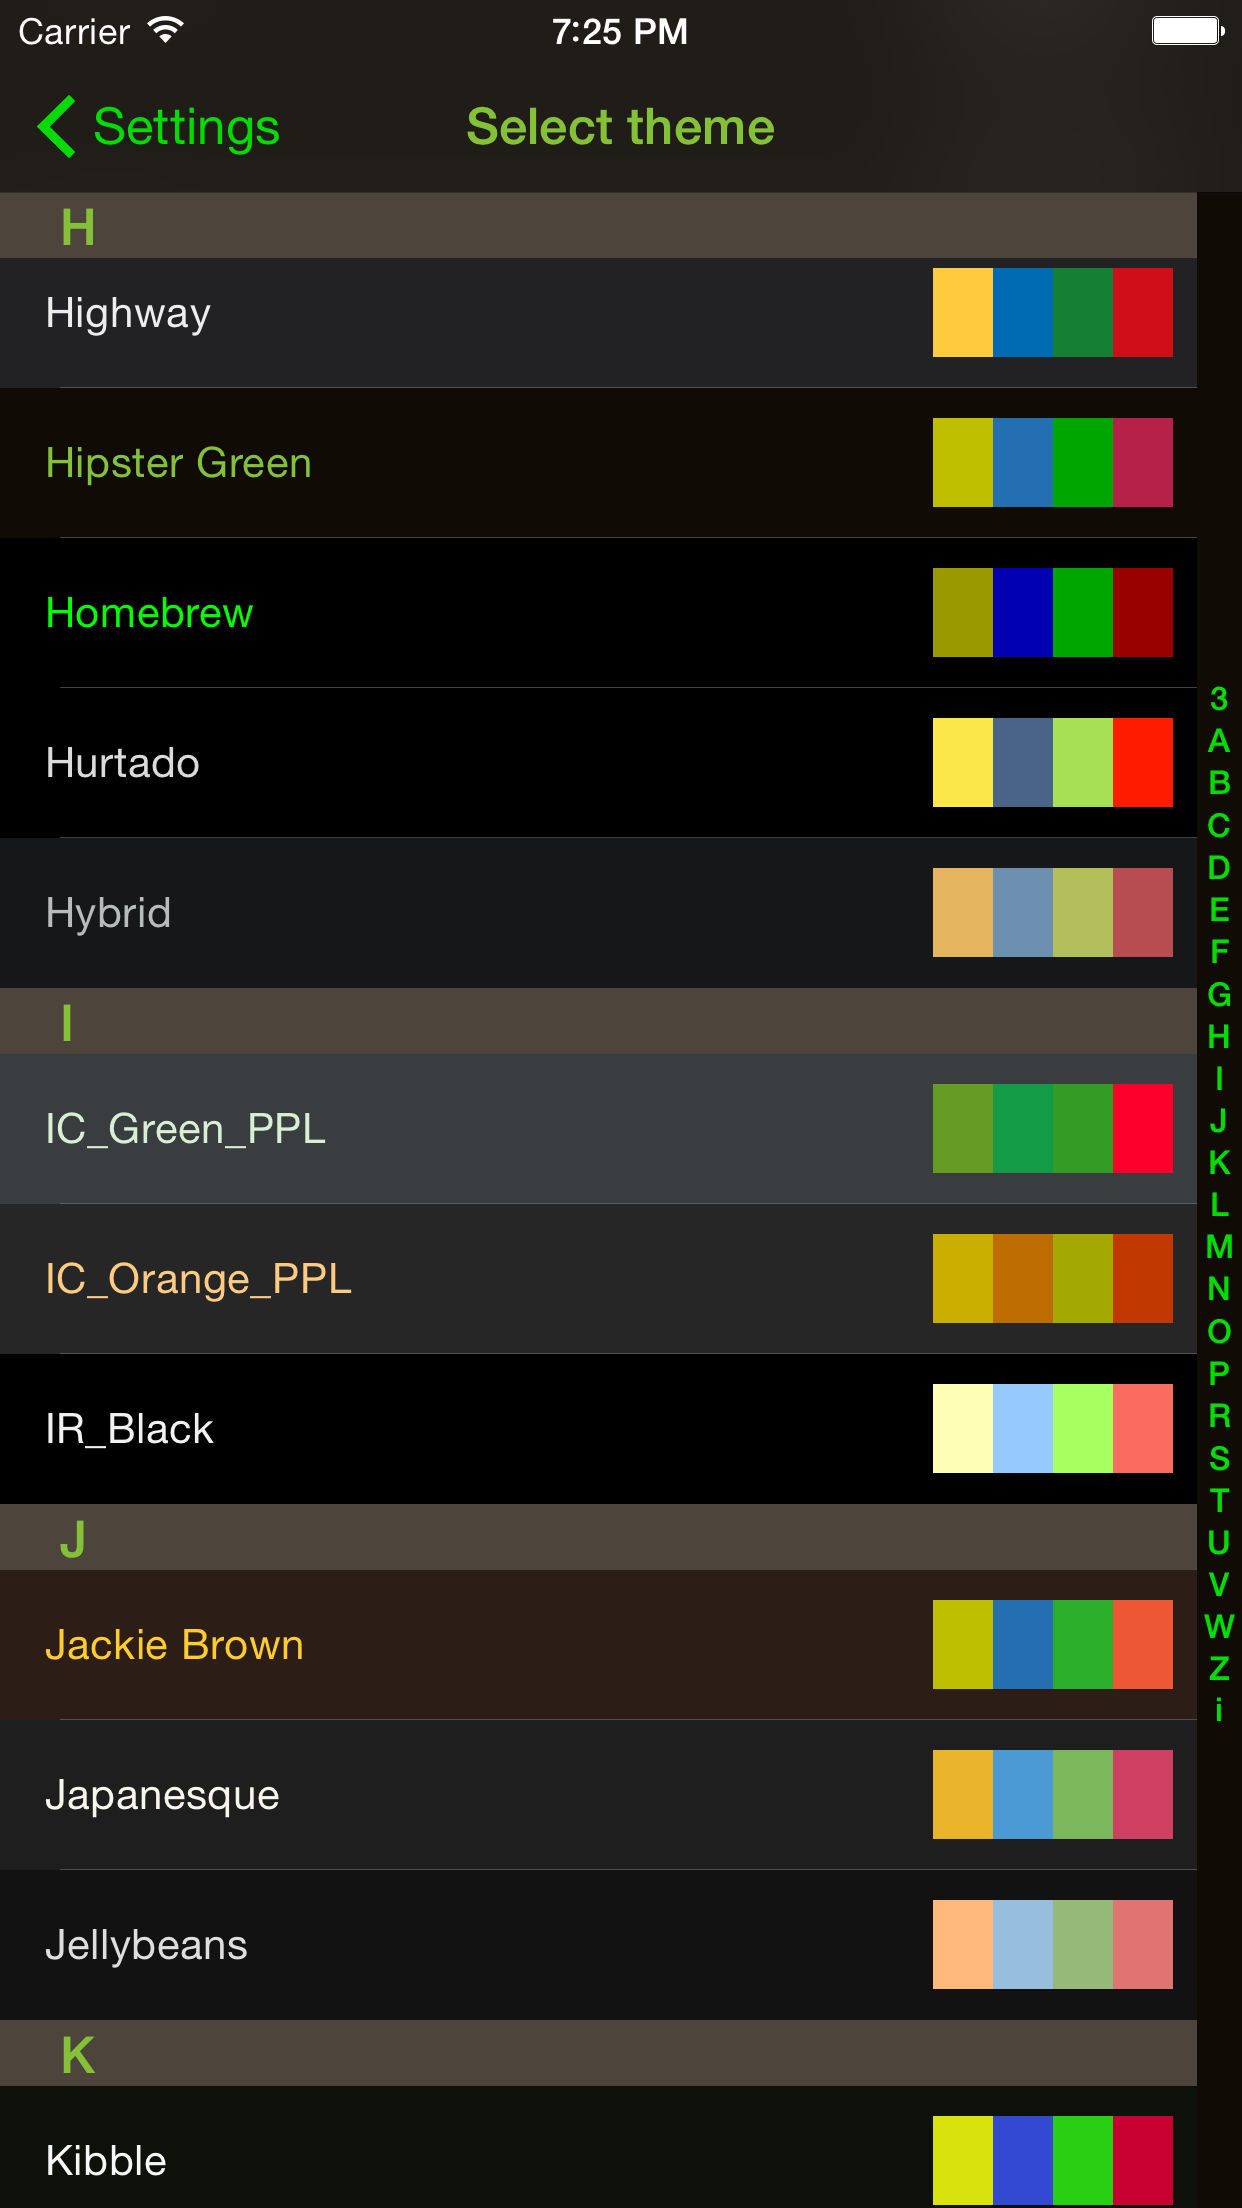 Carrier 7:25 PM
Settings Select theme
H
Highway
Hipster Green
Homebrew
Hurtado
Hybrid
I
IC_Green_PPL
IC_Orange_PPL
IR_Black
J
Jackie Brown
Japanesque
Jellybeans
K
Kibble
3
A
B
C
D
E
F
G
H
I
J
K
L
M
N
O
P
R
S
T
U
V
W
Z
i